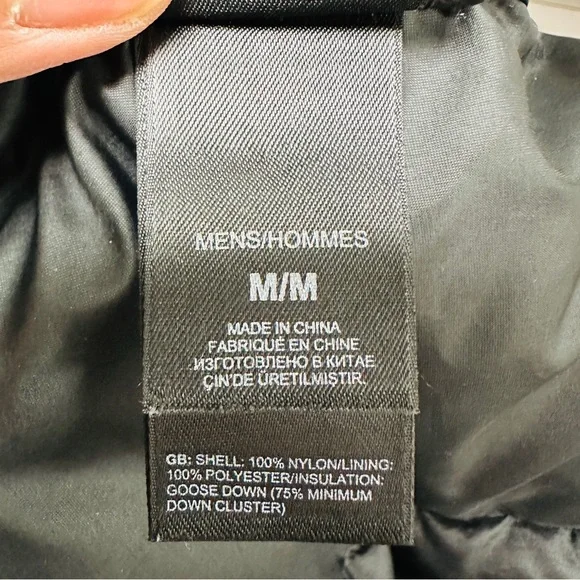 MENS/HOMMES
M/M
MADE IN CHINA
FABRIQUÉ EN CHINE
ИЗГОТОВЛЕНО В КИТАЕ
ÇIN'DE ÜRETILMISTIR.
GB: SHELL: 100% NYLON/LINING:
100% POLYESTER/INSULATION:
GOOSE DOWN (75% MINIMUM
DOWN CLUSTER)